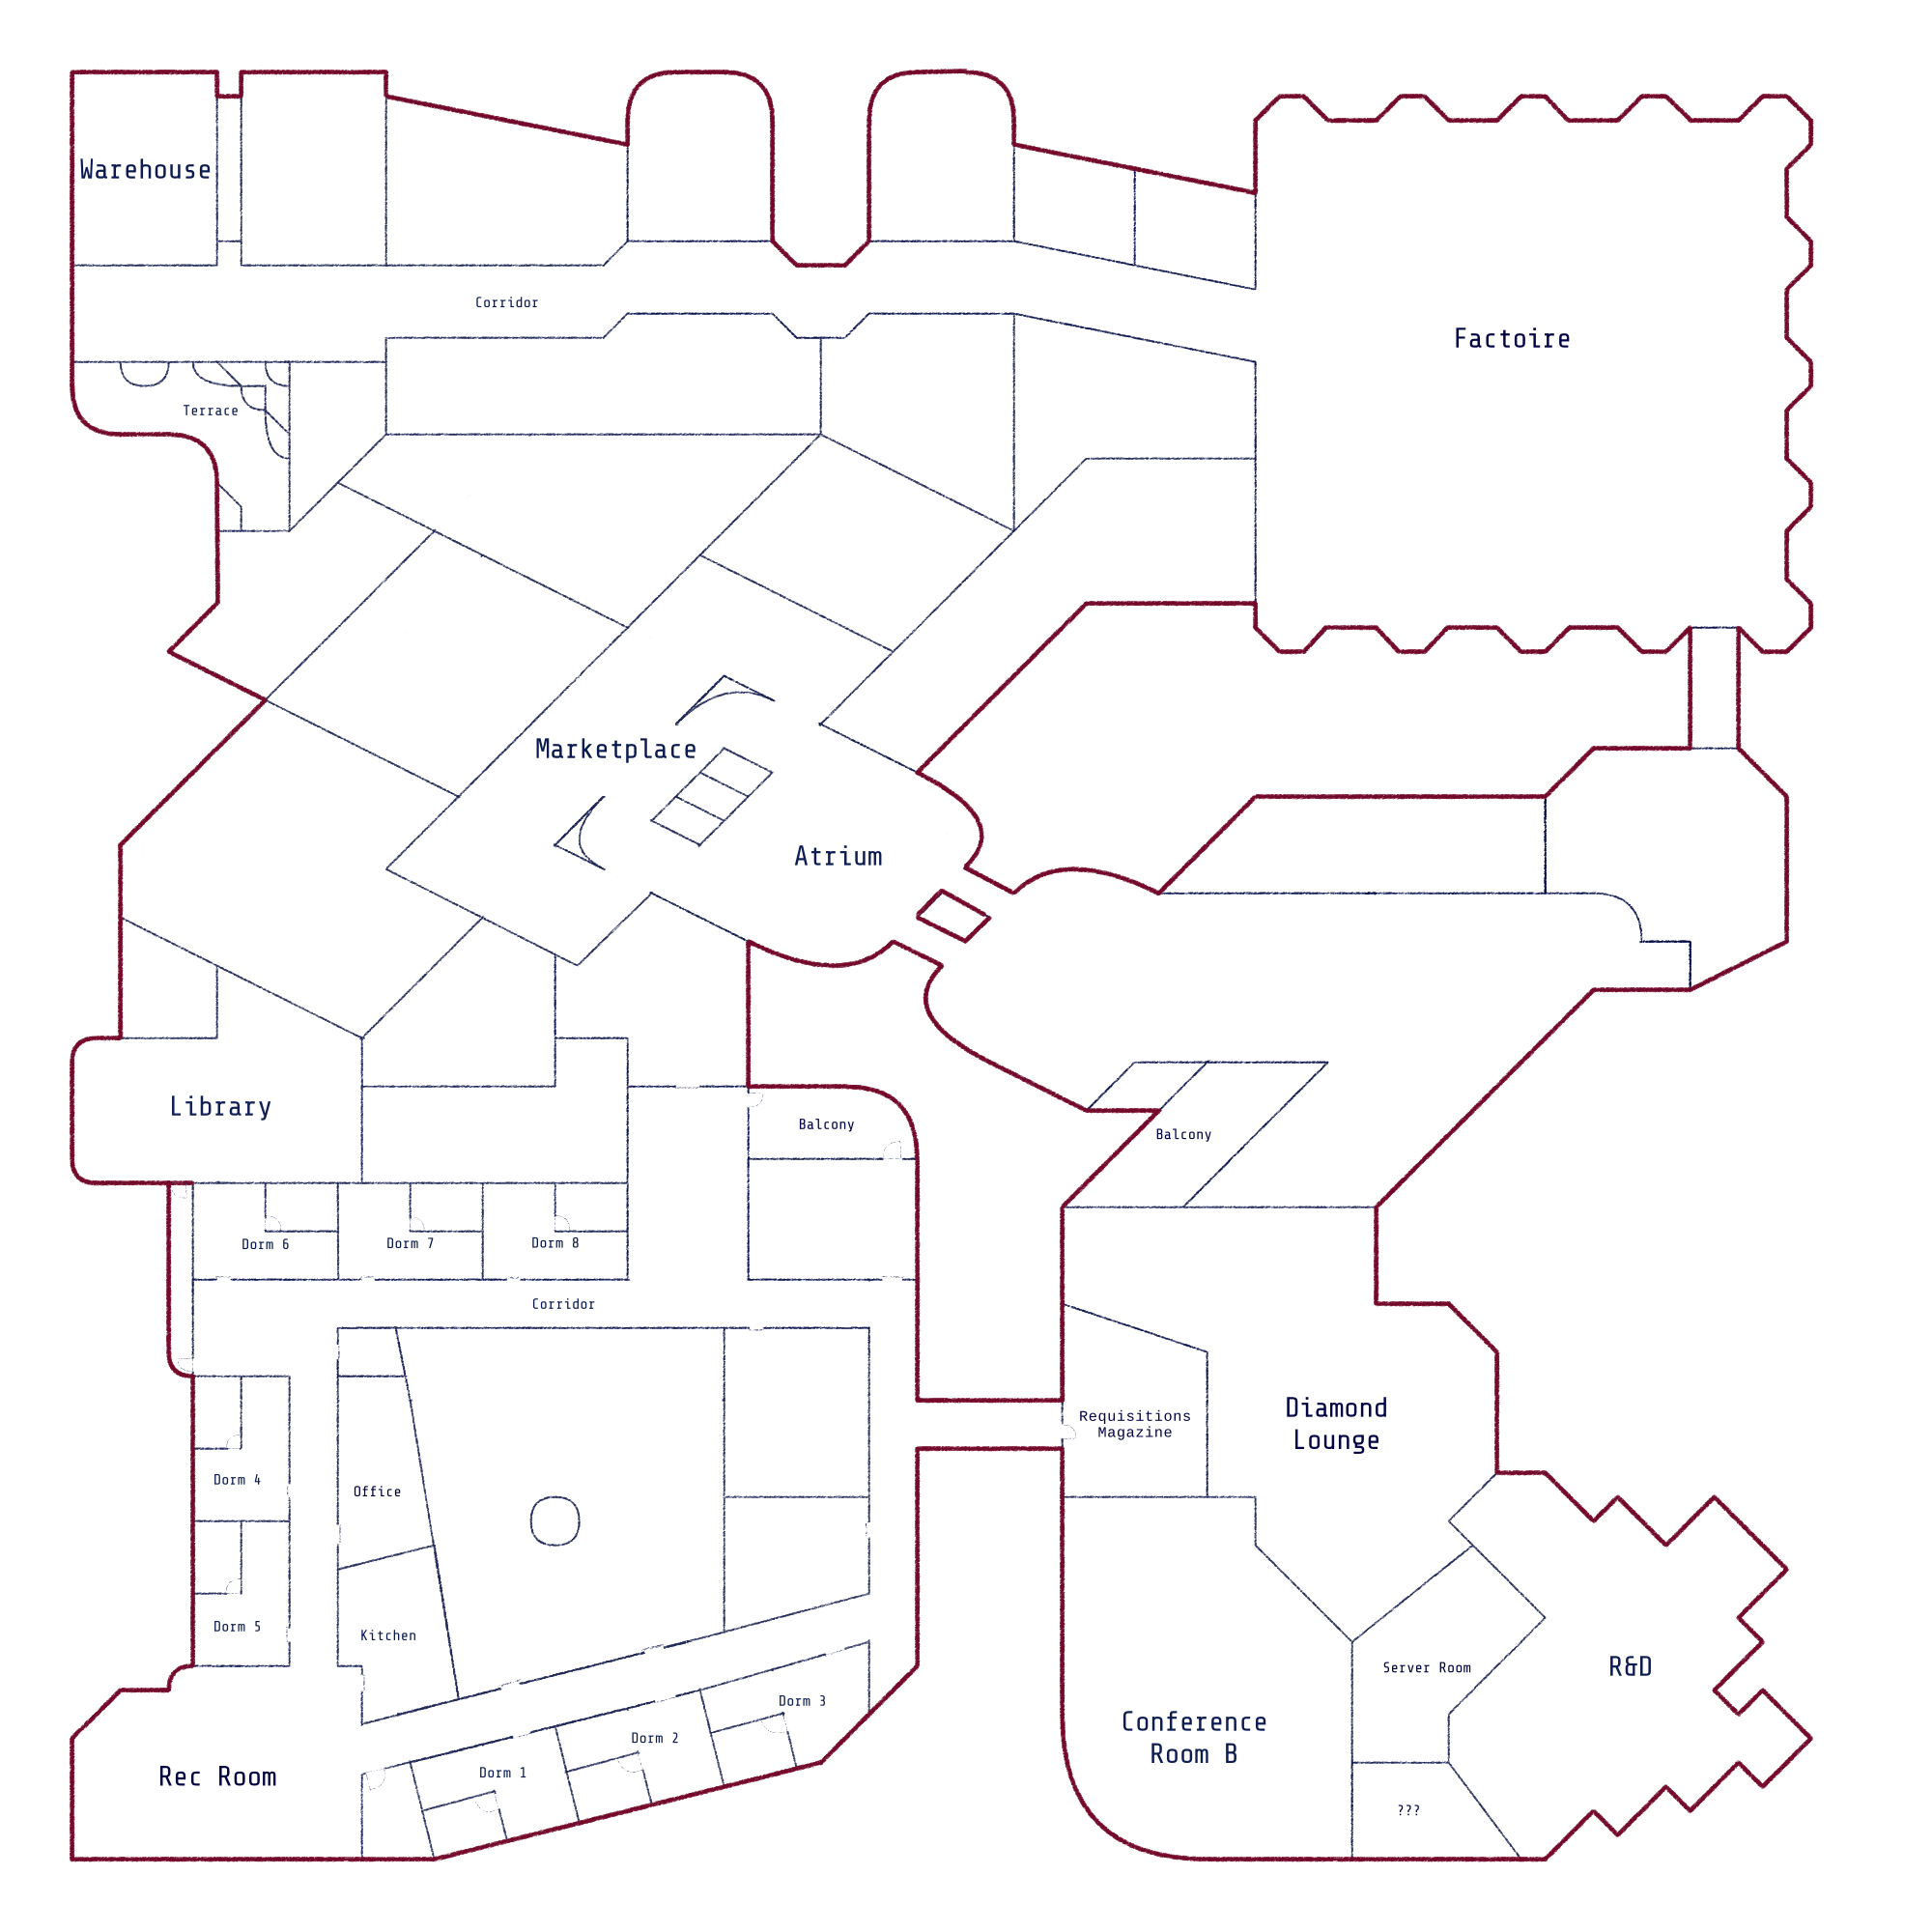 Warehouse
Corridor
Factoire
Terrace
Marketplace
Atrium
Library
Balcony
Balcony
Dorm 6
Dorm 7
Dorm 8
Corridor
Requisitions
Magazine
Diamond
Lounge
Dorm 4
Office
Dorm 5
Kitchen
Server Room
R&D
Dorm 3
Conference
Room B
Dorm 2
Rec Room
Dorm 1
???